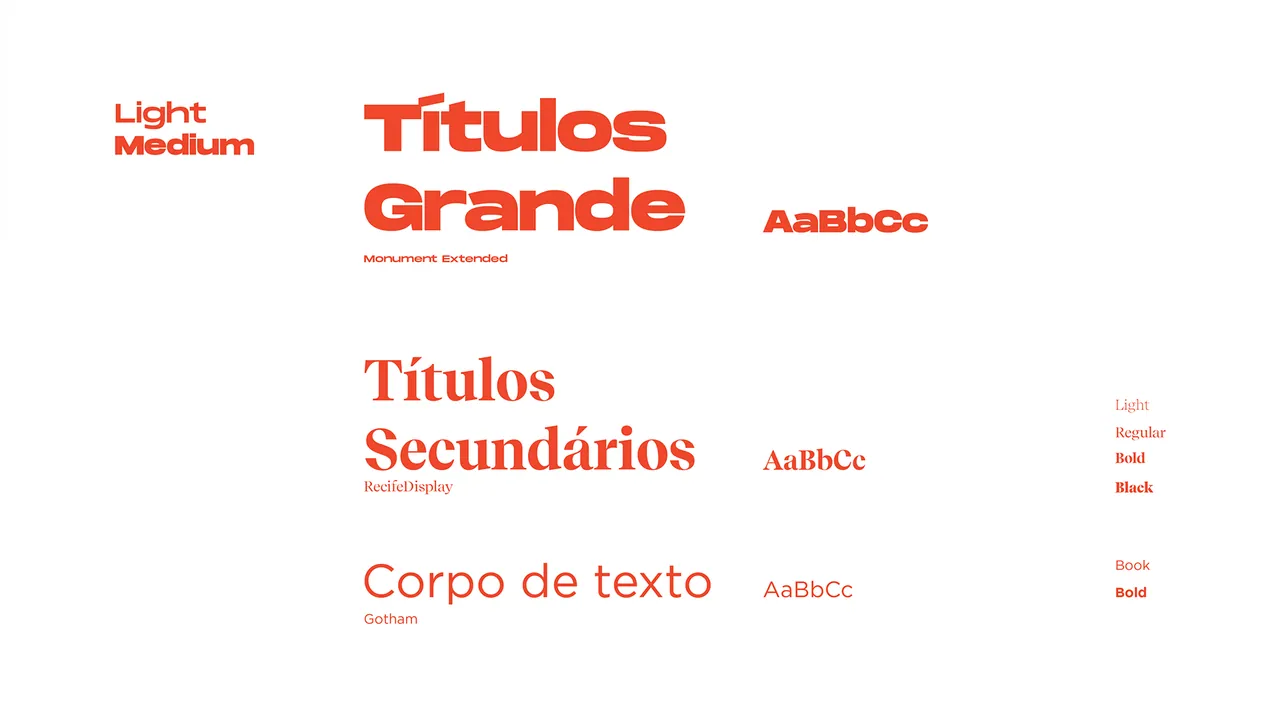 Light
Medium
Títulos
Grande
AaBbCc
Monument Extended
Títulos
Secundários
AaBbCc
RecifeDisplay
Light
Regular
Bold
Black
Corpo de texto
AaBbCc
Gotham
Book
Bold